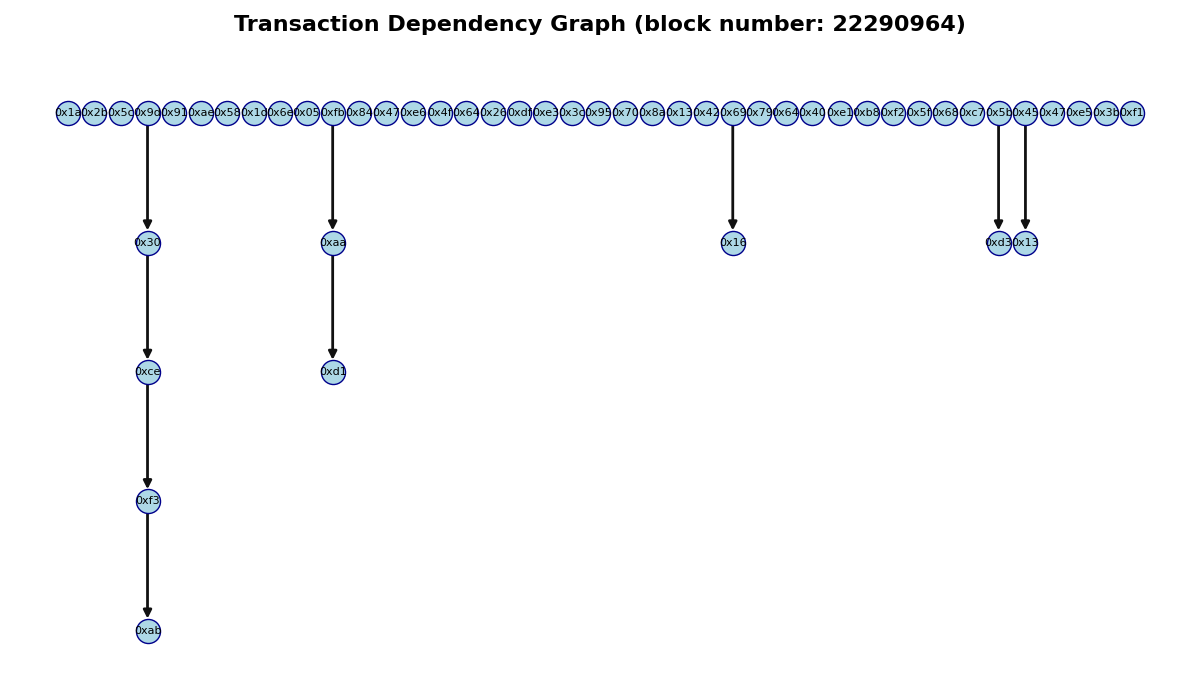 Transaction Dependency Graph (block number: 22290964)
0x1a 0x2b 0x5c 0x9d 0x91 0xae 0x58 0x1d 0x6e 0x05 0xfb 0x84 0x47 0xe6 0x4f 0x64 0x26 0xdf 0xe3 0x3c 0x95 0x70 0x8a 0x13 0x42 0x69 0x79 0x64 0x40 0xe1 0xb8 0xf2 0x5f 0x68 0xc7 0x5b 0x45 0x47 0xe5 0x3b 0xf1
0x30 0xaa 0x16 0xd3 0x13
0xce 0xd1
0xf3
0xab